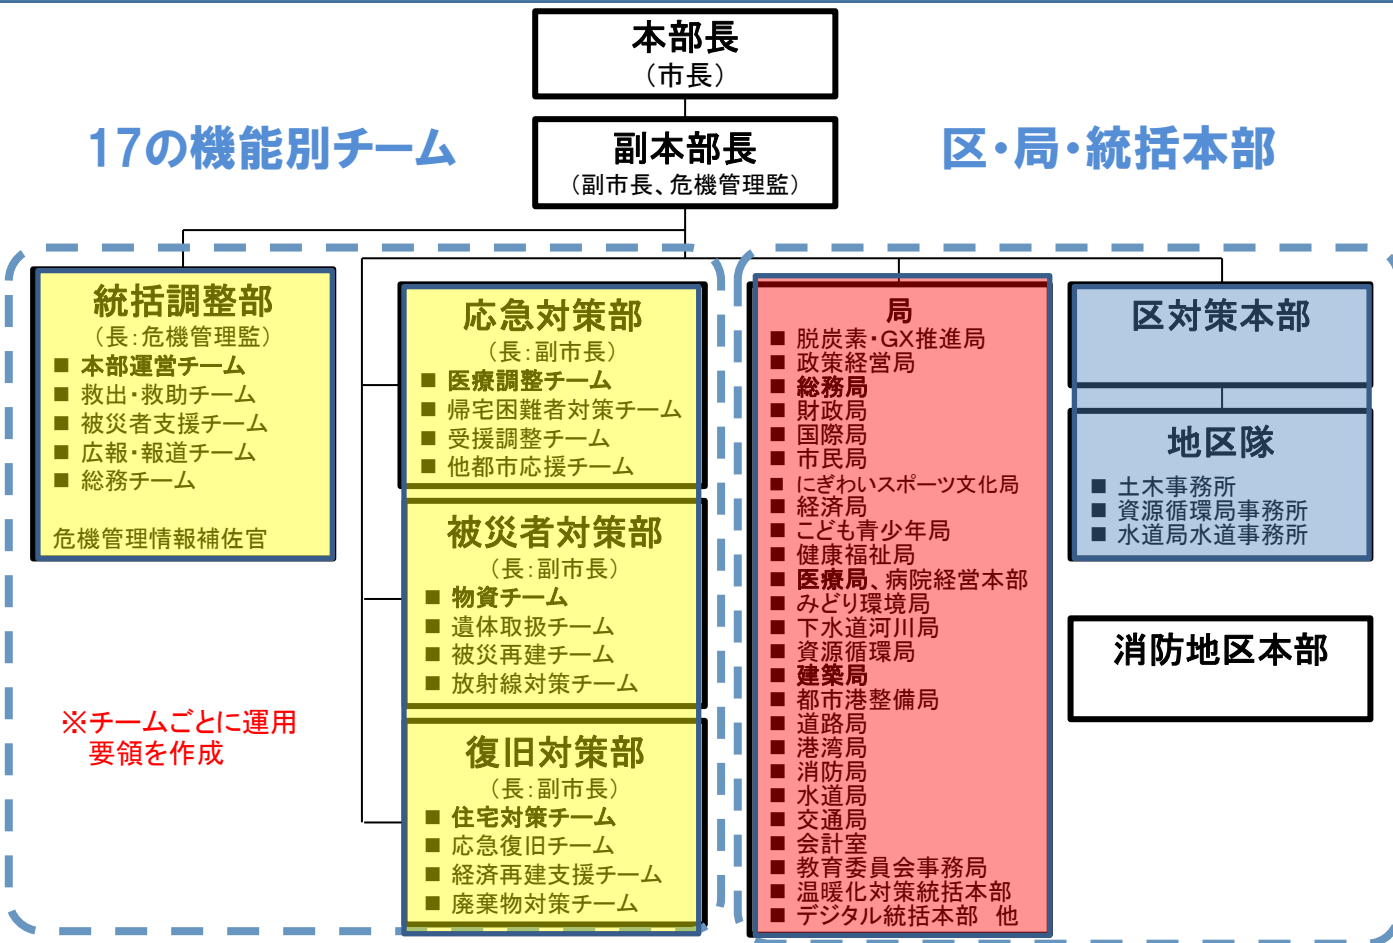 本部長
（市長）
17の機能別チーム
副本部長
（副市長、危機管理監）
区・局・統括本部
統括調整部
（長：危機管理監）
■ 本部運営チーム
■ 救出・救助チーム
■ 被災者支援チーム
■ 広報・報道チーム
■ 総務チーム
危機管理情報補佐官
※チームごとに運用
要領を作成
応急対策部
（長：副市長）
■ 医療調整チーム
■ 帰宅困難者対策チーム
■ 受援調整チーム
■ 他都市応援チーム
被災者対策部
（長：副市長）
■ 物資チーム
■ 遺体取扱チーム
■ 被災再建チーム
■ 放射線対策チーム
復旧対策部
（長：副市長）
■ 住宅対策チーム
■ 応急復旧チーム
■ 経済再建支援チーム
■ 廃棄物対策チーム
局
■ 脱炭素・GX推進局
■ 政策経営局
■ 総務局
■ 財政局
■ 国際局
■ 市民局
■ にぎわいスポーツ文化局
■ 経済局
■ こども青少年局
■ 健康福祉局
■ 医療局、病院経営本部
■ みどり環境局
■ 下水道河川局
■ 資源循環局
■ 建築局
■ 都市港整備局
■ 道路局
■ 港湾局
■ 消防局
■ 水道局
■ 交通局
■ 会計室
■ 教育委員会事務局
■ 温暖化対策統括本部
■ デジタル統括本部　他
区対策本部
地区隊
■ 土木事務所
■ 資源循環局事務所
■ 水道局水道事務所
消防地区本部